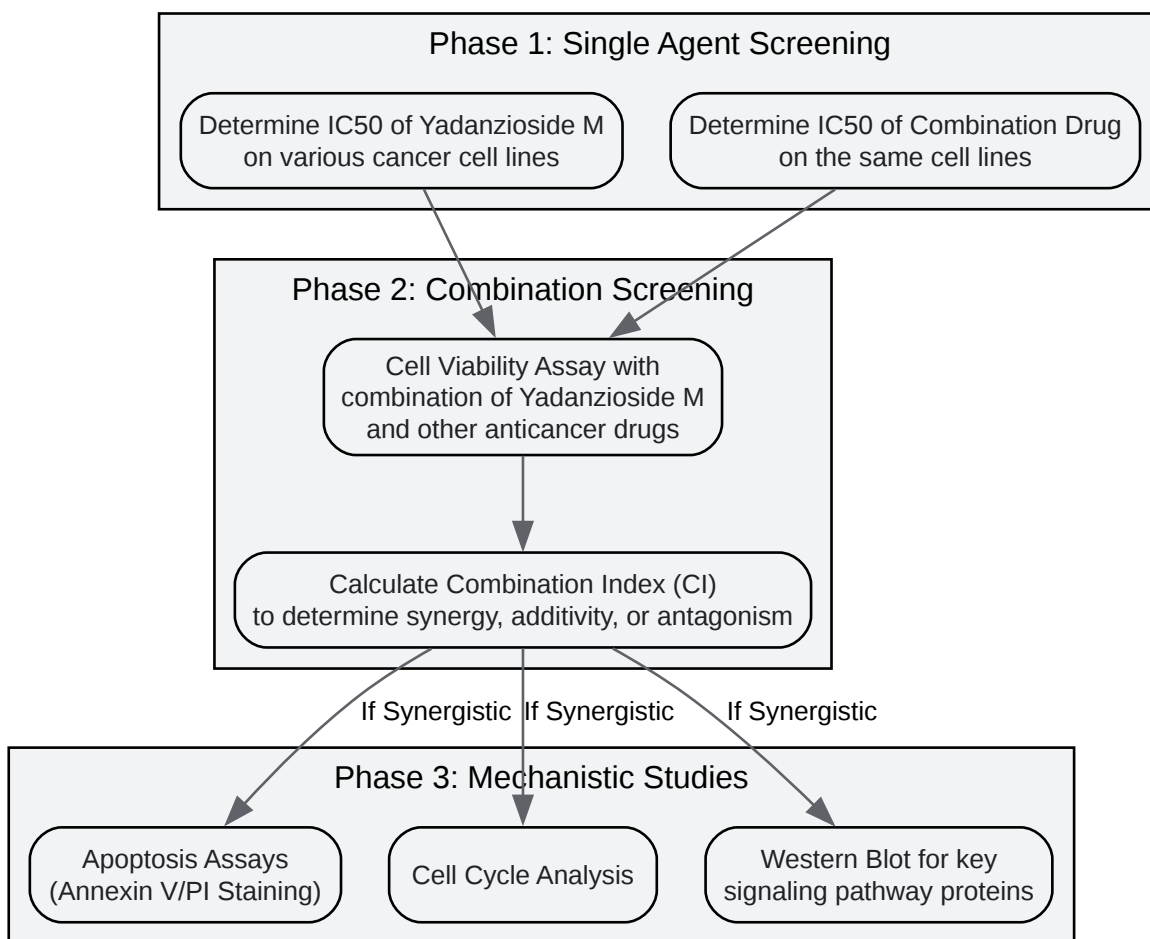 Phase 1: Single Agent Screening
Determine IC50 of Yadanzioside M
on various cancer cell lines
Determine IC50 of Combination Drug
on the same cell lines
Phase 2: Combination Screening
Cell Viability Assay with
combination of Yadanzioside M
and other anticancer drugs
Calculate Combination Index (CI)
to determine synergy, additivity, or antagonism
If Synergistic
If Synergistic
If Synergistic
Phase 3: Mechanistic Studies
Apoptosis Assays
(Annexin V/PI Staining)
Cell Cycle Analysis
Western Blot for key
signaling pathway proteins